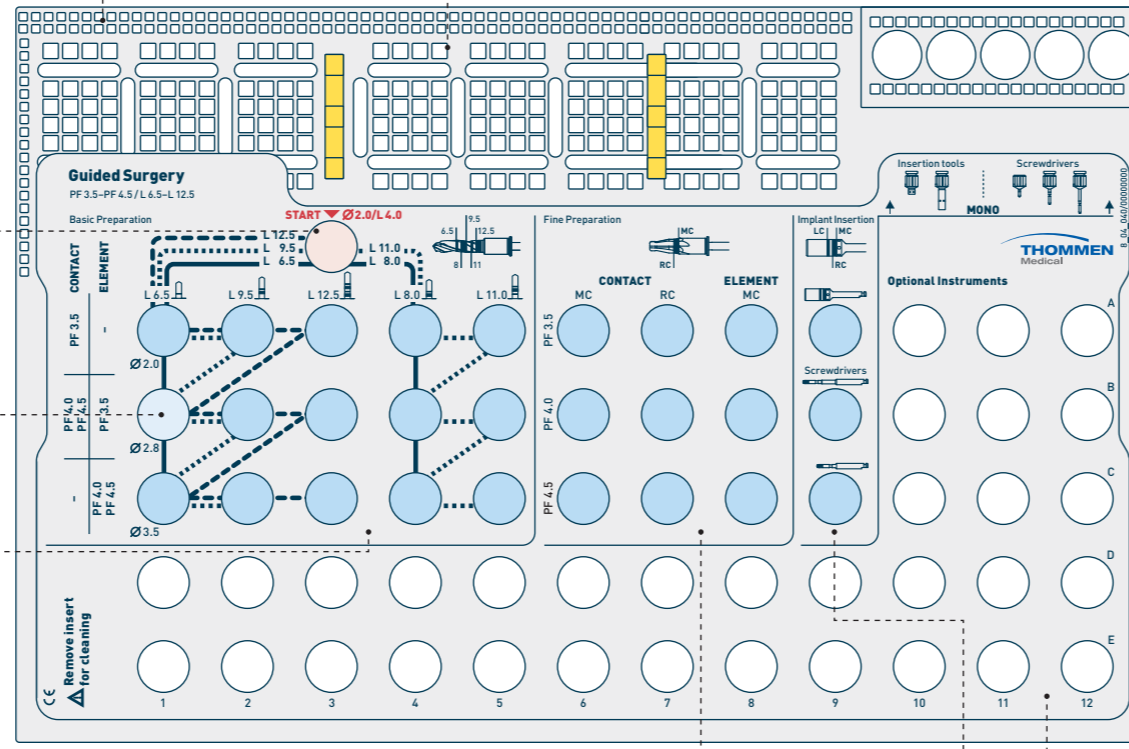 Guided Surgery
PF 3.5–PF 4.5 / L 6.5–L 12.5
Basic Preparation
START Ø 2.0/L 4.0
L 12.5
L 9.5
L 6.5
L 11.0
L 8.0
6.5
9.5
12.5
8
11
CONTACT
ELEMENT
L 6.5
L 9.5
L 12.5
L 8.0
L 11.0
PF 3.5
–
Ø 2.0
PF 4.0
PF 4.5
PF 3.5
Ø 2.8
–
PF 4.0
PF 4.5
Ø 3.5
Fine Preparation
MC
RC
CONTACT
ELEMENT
MC
RC
MC
PF 3.5
PF 4.0
PF 4.5
Implant Insertion
LC
MC
RC
Screwdrivers
Insertion tools
Screwdrivers
MONO
8_04_040/00000000
THOMMEN
Medical
Optional Instruments
A
B
C
D
E
Remove insert
for cleaning
CE
1
2
3
4
5
6
7
8
9
10
11
12